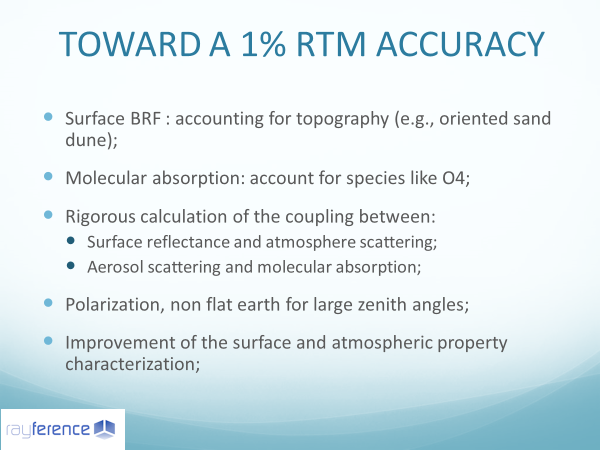 TOWARD A 1% RTM ACCURACY
Surface BRF : accounting for topography (e.g., oriented sand
dune);
Molecular absorption: account for species like O4;
Rigorous calculation of the coupling between:
Surface reflectance and atmosphere scattering;
Aerosol scattering and molecular absorption;
Polarization, non flat earth for large zenith angles;
Improvement of the surface and atmospheric property
characterization;
rayference